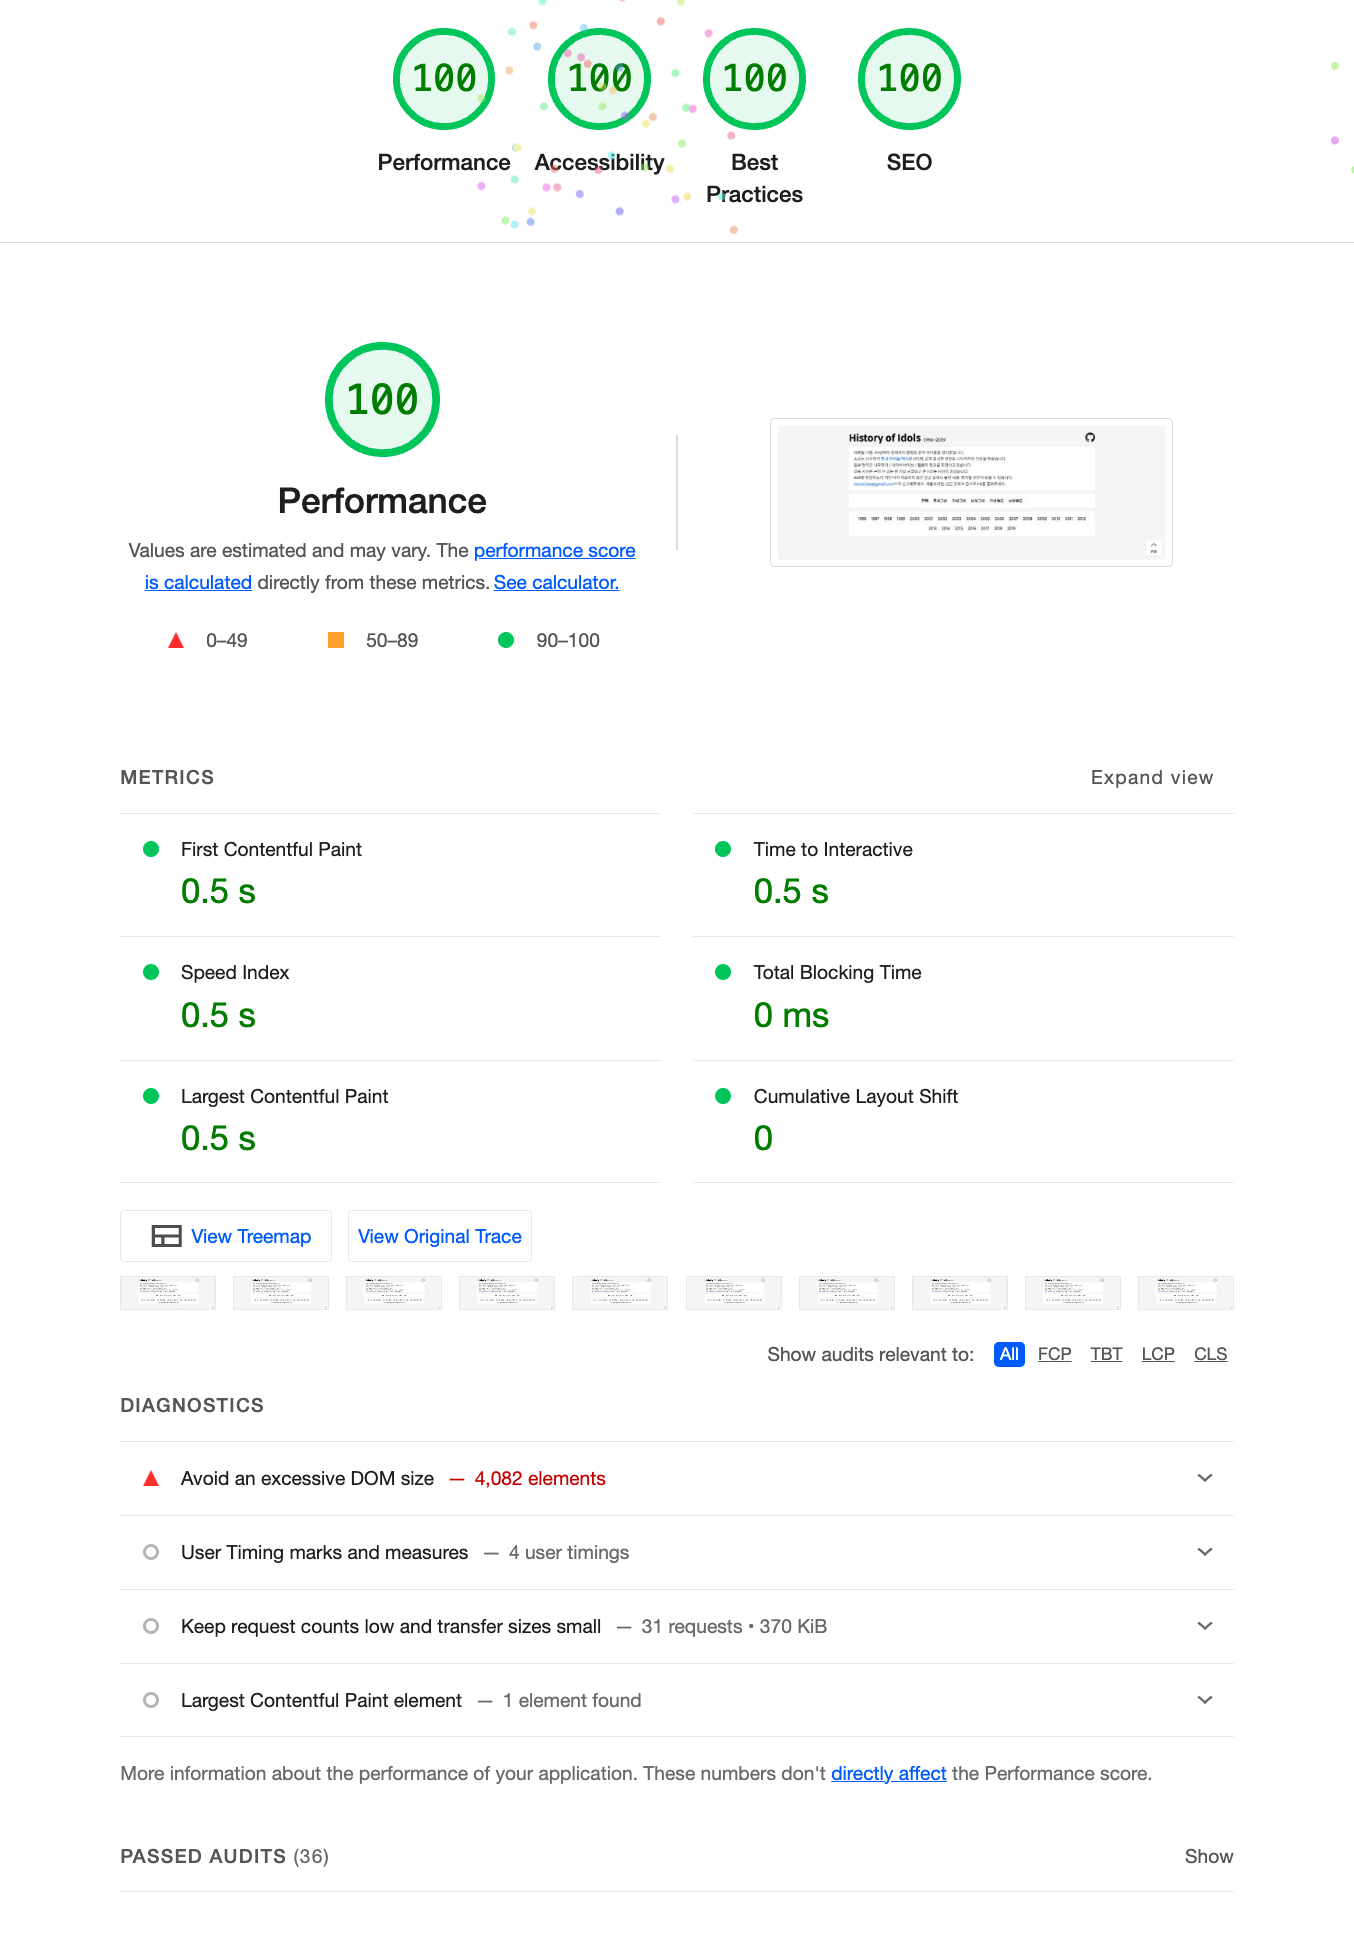 100
100
100
100
Performance
Accessibility
Best
Practices
SEO
100
Performance
Values are estimated and may vary. The performance score
is calculated directly from these metrics. See calculator.
0–49
50–89
90–100
History of Idols 1996~2019
METRICS
Expand view
First Contentful Paint
0.5 s
Time to Interactive
0.5 s
Speed Index
0.5 s
Total Blocking Time
0 ms
Largest Contentful Paint
0.5 s
Cumulative Layout Shift
0
View Treemap
View Original Trace
Show audits relevant to: All FCP TBT LCP CLS
DIAGNOSTICS
Avoid an excessive DOM size — 4,082 elements
User Timing marks and measures — 4 user timings
Keep request counts low and transfer sizes small — 31 requests • 370 KiB
Largest Contentful Paint element — 1 element found
More information about the performance of your application. These numbers don't directly affect the Performance score.
PASSED AUDITS (36)
Show